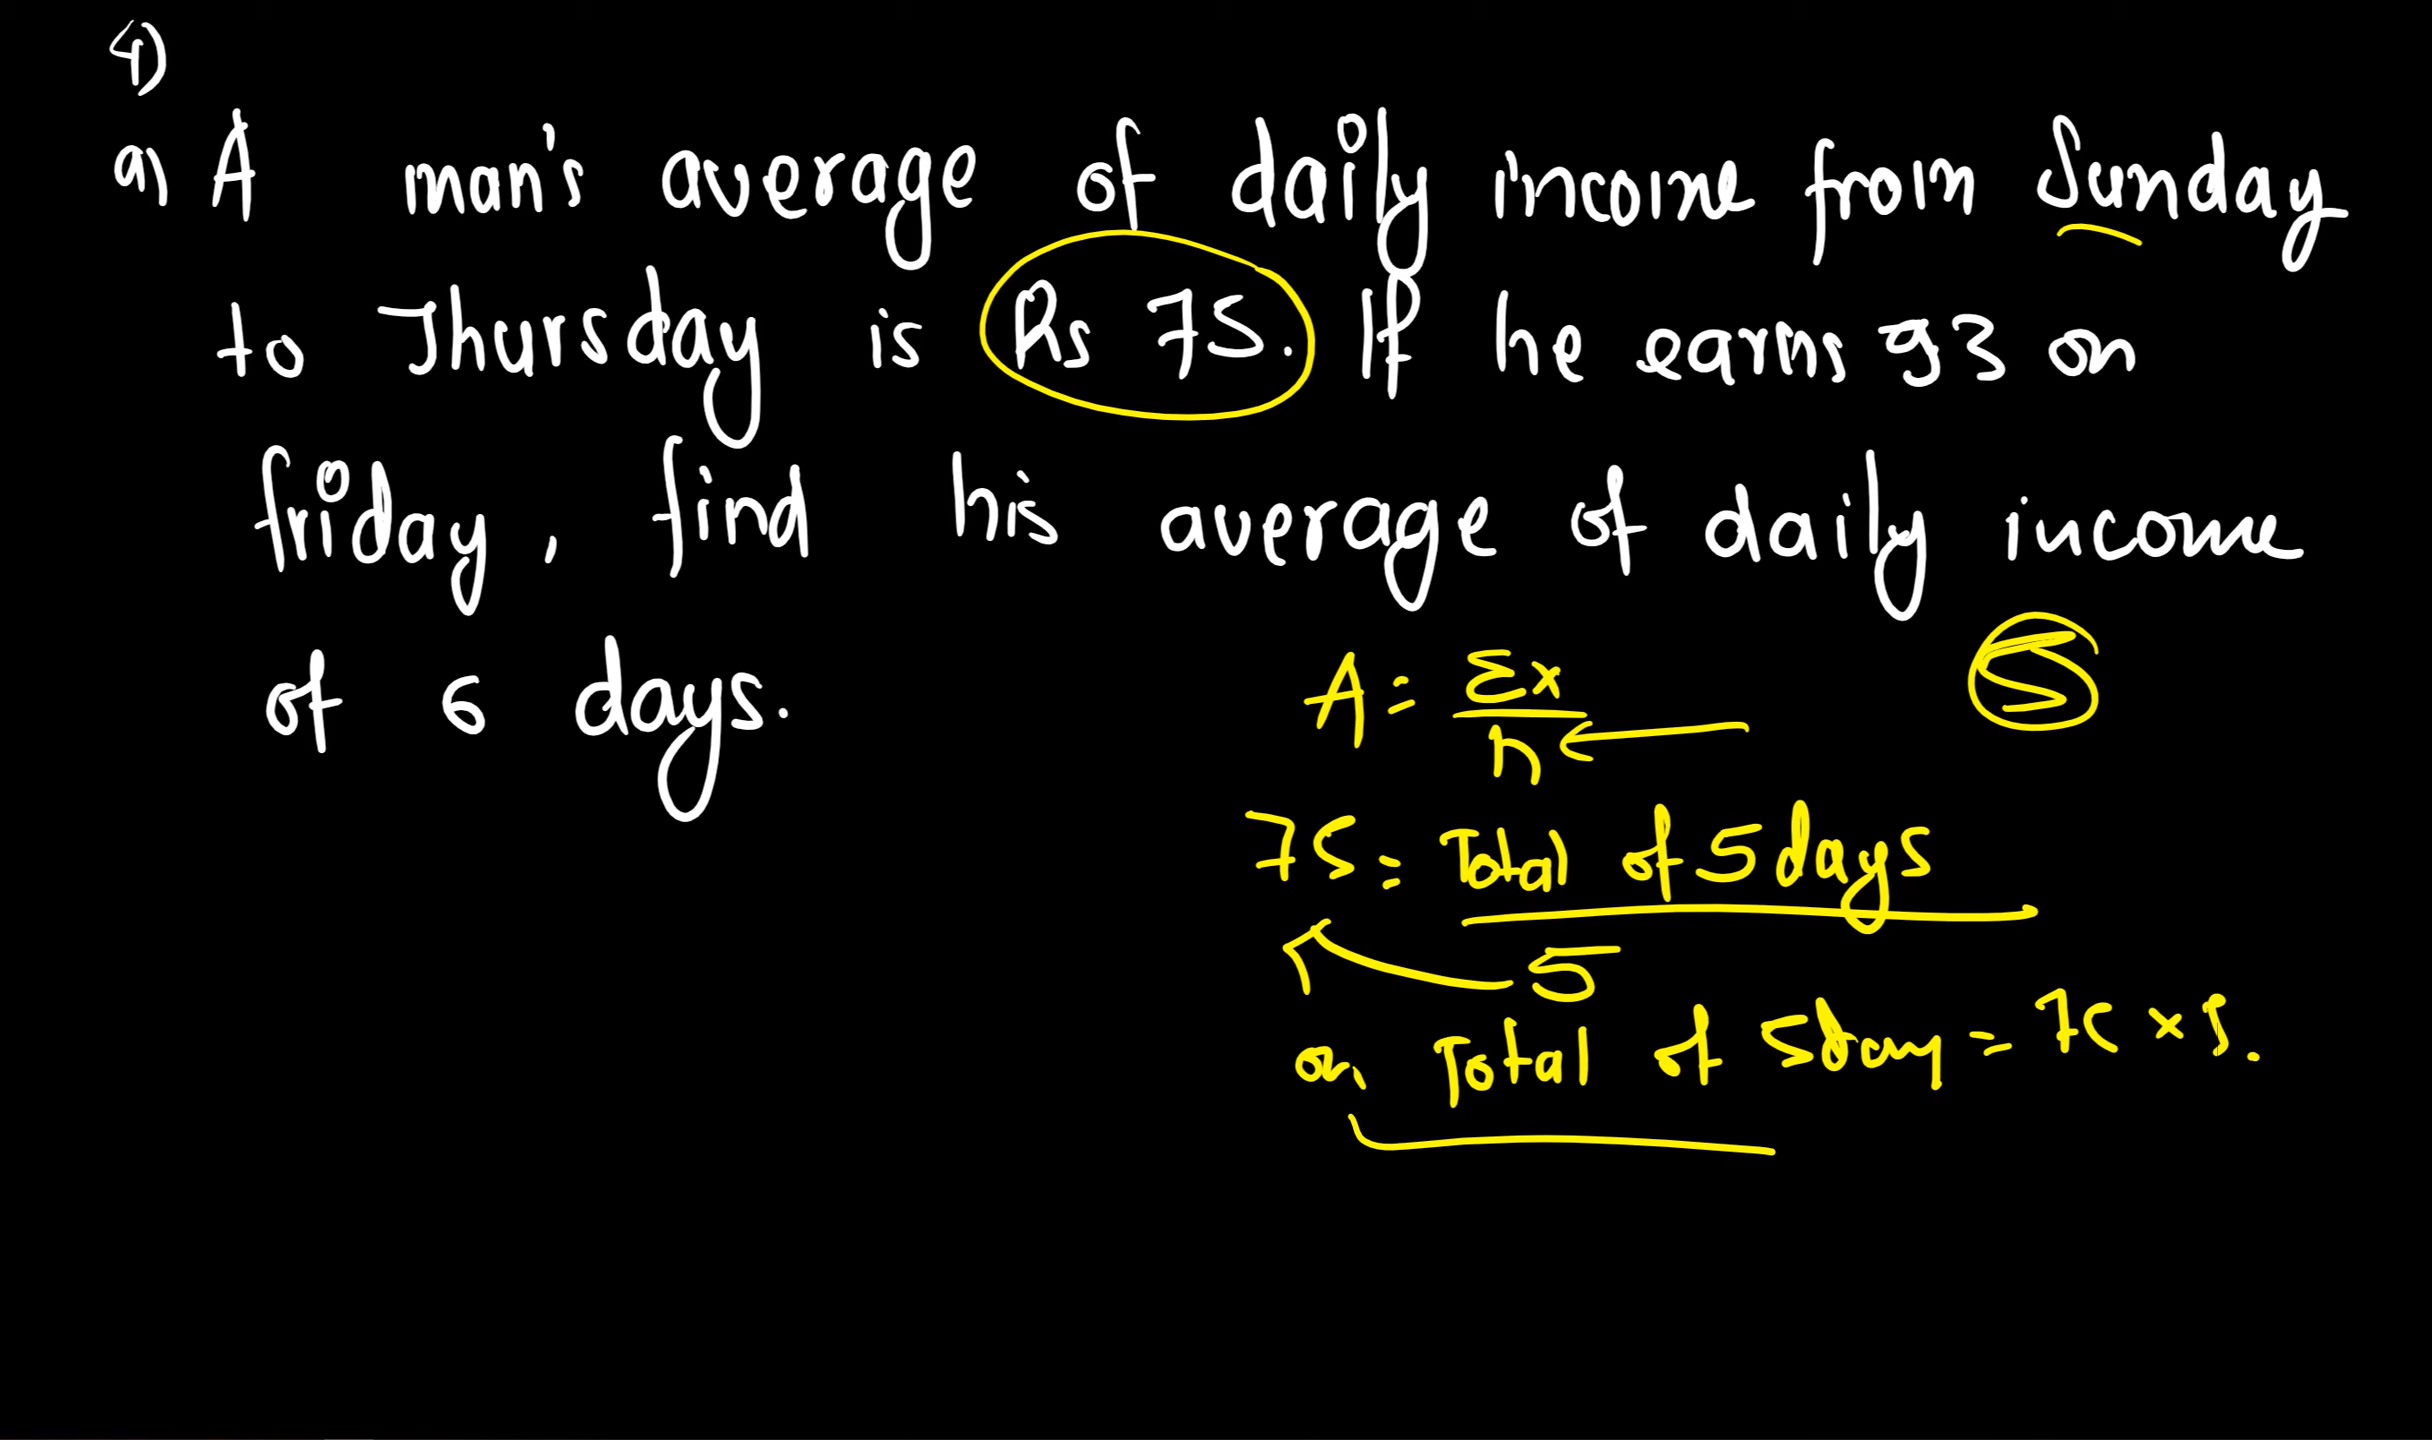 4)
a) A man's average of daily income from Sunday
to Thursday is Rs 75. If he earns 93 on
friday, find his average of daily income
of 6 days.
5
A = Σx
n
75 = Total of 5 days
5
or, Total of 5day = 75 × 5.